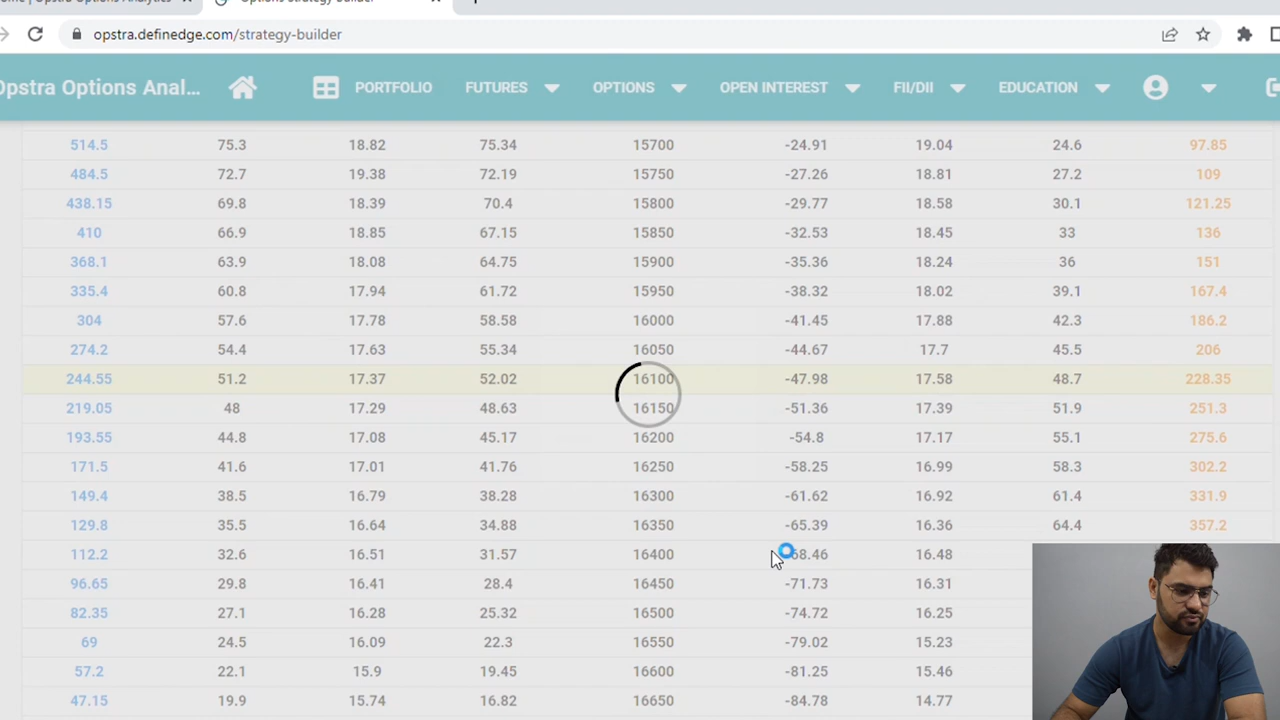 Opstra Options Analytics
Options Strategy Builder
opstra.definedge.com/strategy-builder
Opstra Options Anal... PORTFOLIO FUTURES OPTIONS OPEN INTEREST FII/DII EDUCATION
514.5 75.3 18.82 75.34 15700 -24.91 19.04 24.6 97.85
484.5 72.7 19.38 72.19 15750 -27.26 18.81 27.2 109
438.15 69.8 18.39 70.4 15800 -29.77 18.58 30.1 121.25
410 66.9 18.85 67.15 15850 -32.53 18.45 33 136
368.1 63.9 18.08 64.75 15900 -35.36 18.24 36 151
335.4 60.8 17.94 61.72 15950 -38.32 18.02 39.1 167.4
304 57.6 17.78 58.58 16000 -41.45 17.88 42.3 186.2
274.2 54.4 17.63 55.34 16050 -44.67 17.7 45.5 206
244.55 51.2 17.37 52.02 16100 -47.98 17.58 48.7 228.35
219.05 48 17.29 48.63 16150 -51.36 17.39 51.9 251.3
193.55 44.8 17.08 45.17 16200 -54.8 17.17 55.1 275.6
171.5 41.6 17.01 41.76 16250 -58.25 16.99 58.3 302.2
149.4 38.5 16.79 38.28 16300 -61.62 16.92 61.4 331.9
129.8 35.5 16.64 34.88 16350 -65.39 16.36 64.4 357.2
112.2 32.6 16.51 31.57 16400 68.46 16.48
96.65 29.8 16.41 28.4 16450 -71.73 16.31
82.35 27.1 16.28 25.32 16500 -74.72 16.25
69 24.5 16.09 22.3 16550 -79.02 15.23
57.2 22.1 15.9 19.45 16600 -81.25 15.46
47.15 19.9 15.74 16.82 16650 -84.78 14.77